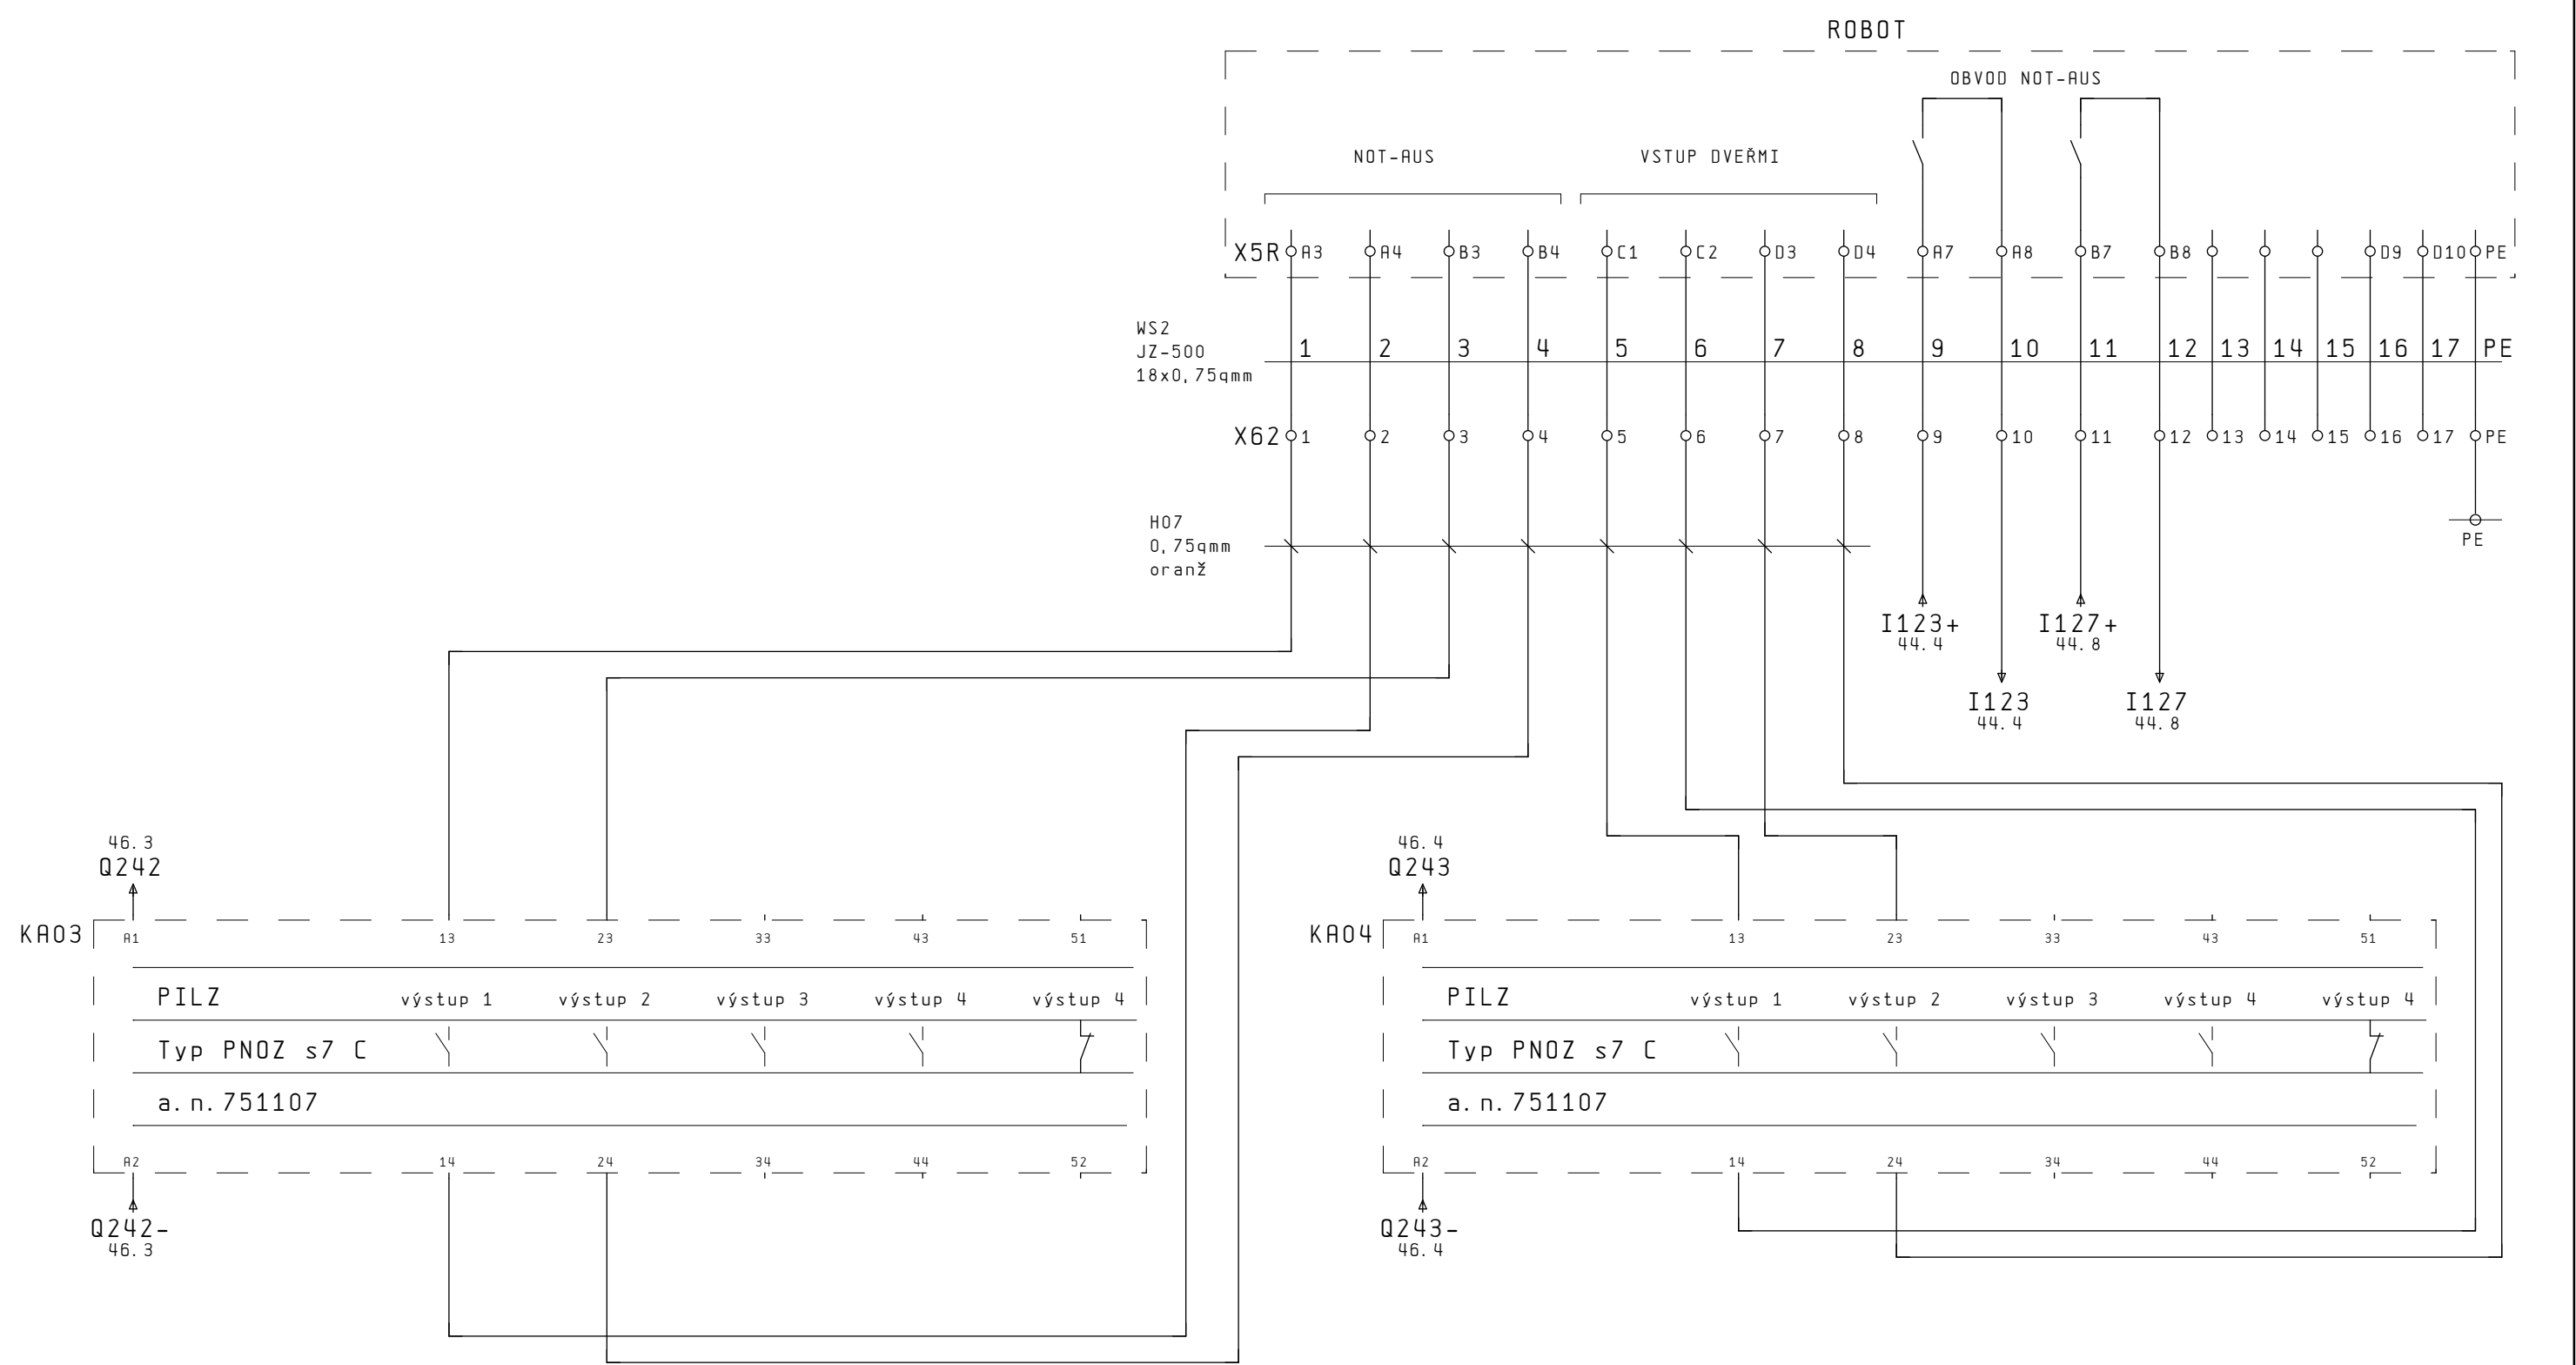 ROBOT
OBVOD NOT-AUS
NOT-AUS
VSTUP DVEŘMI
X5R A3 A4 B3 B4 C1 C2 D3 D4 A7 A8 B7 B8 D9 D10 PE
WS2
JZ-500
18x0,75qmm
1 2 3 4 5 6 7 8 9 10 11 12 13 14 15 16 17 PE
X62 1 2 3 4 5 6 7 8 9 10 11 12 13 14 15 16 17 PE
H07
0,75qmm
oranž
PE
I123+ I127+
44.4 44.8
I123 I127
44.4 44.8
46.3 46.4
Q242 Q243
KA03 A1 13 23 33 43 51
PILZ výstup 1 výstup 2 výstup 3 výstup 4 výstup 4
Typ PNOZ s7 C
a.n.751107
A2 14 24 34 44 52
Q242-
46.3
KA04 A1 13 23 33 43 51
PILZ výstup 1 výstup 2 výstup 3 výstup 4 výstup 4
Typ PNOZ s7 C
a.n.751107
A2 14 24 34 44 52
Q243-
46.4